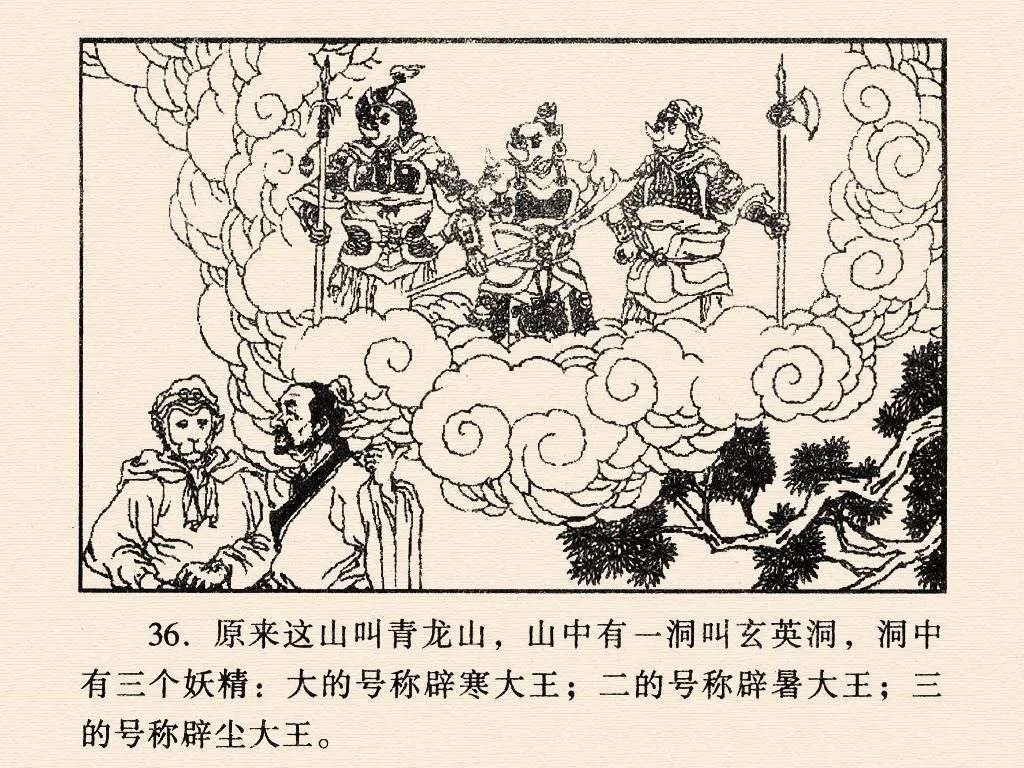 36. 原来这山叫青龙山，山中有一洞叫玄英洞，洞中
有三个妖精：大的号称辟寒大王；二的号称辟暑大王；三
的号称辟尘大王。